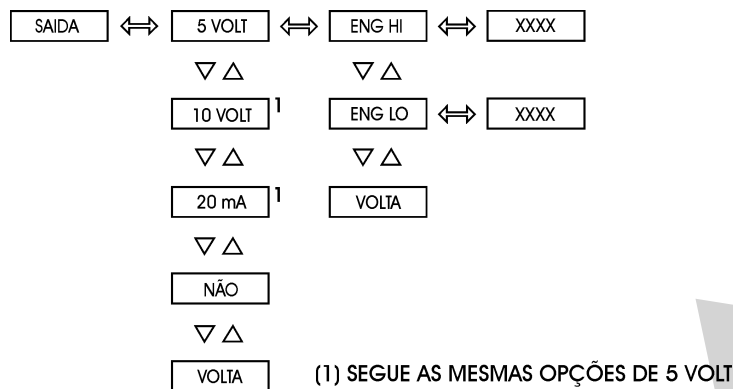 SAIDA 5 VOLT ENG HI XXXX
10 VOLT 1 ENG LO XXXX
20 mA 1 VOLTA
NÃO
VOLTA (1) SEGUE AS MESMAS OPÇÕES DE 5 VOLT